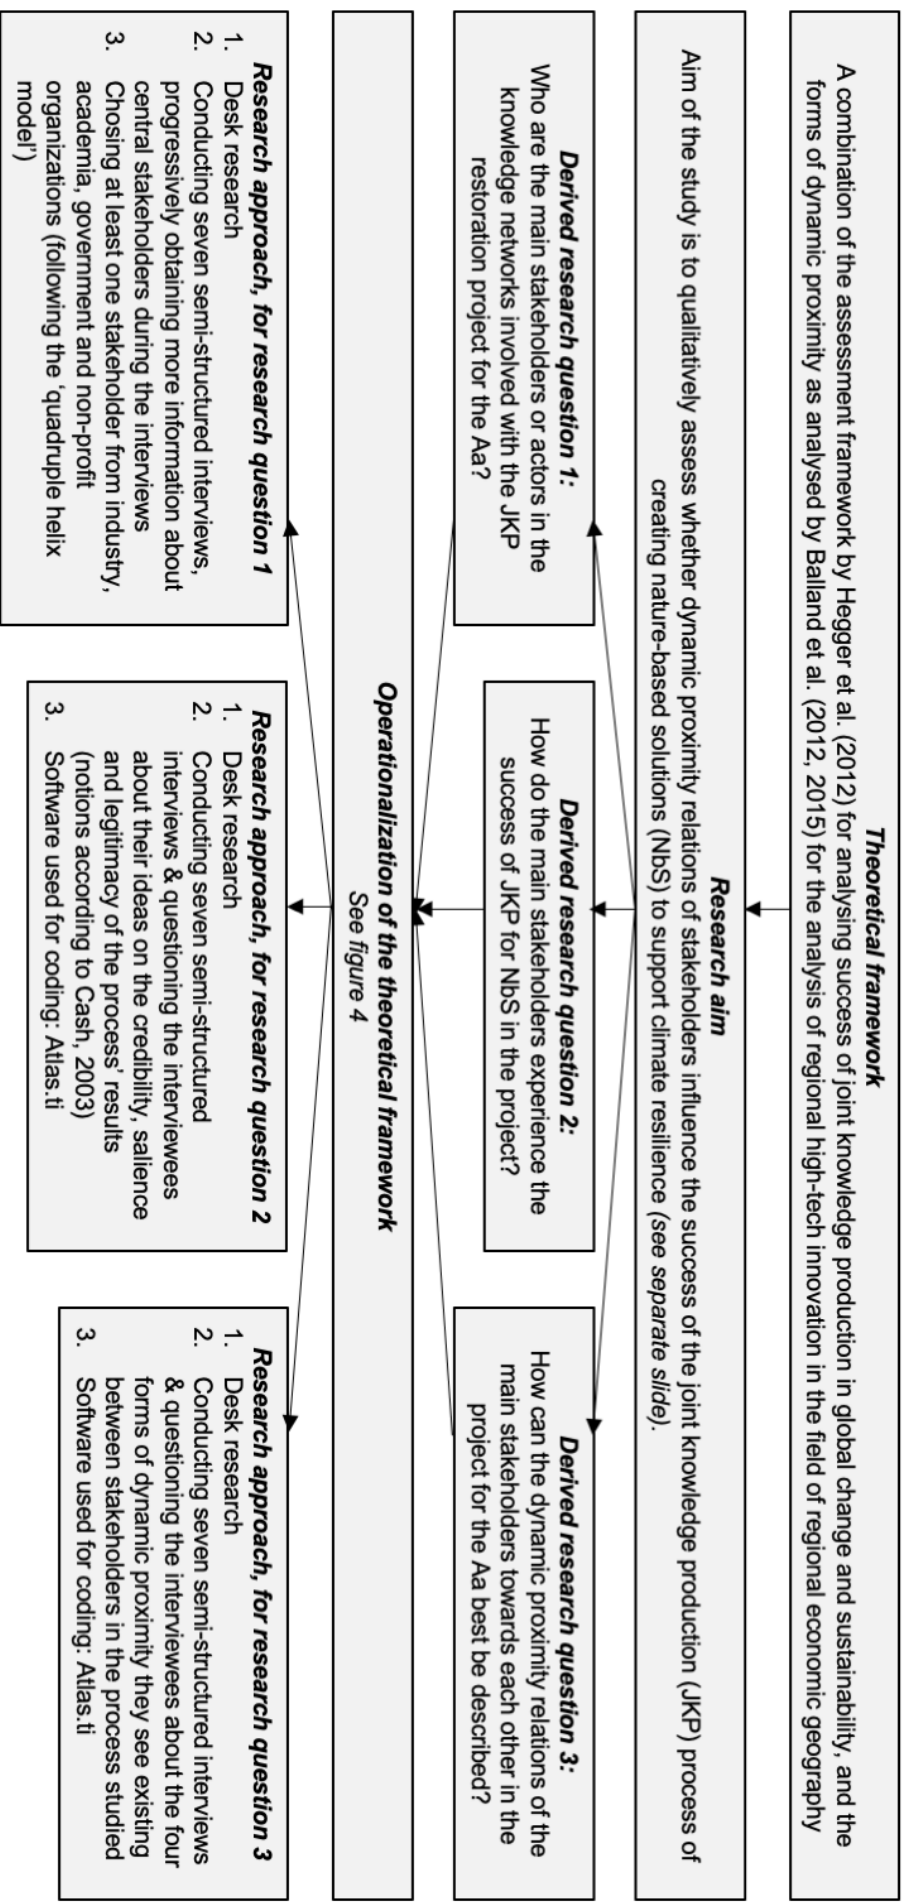 Theoretical framework
A combination of the assessment framework by Hegger et al. (2012) for analysing success of joint knowledge production in global change and sustainability, and the
forms of dynamic proximity as analysed by Balland et al. (2012, 2015) for the analysis of regional high-tech innovation in the field of regional economic geography
Research aim
Aim of the study is to qualitatively assess whether dynamic proximity relations of stakeholders influence the success of the joint knowledge production (JKP) process of
creating nature-based solutions (NbS) to support climate resilience (see separate slide).
Derived research question 1:
Who are the main stakeholders or actors in the
knowledge networks involved with the JKP
restoration project for the Aa?
Derived research question 2:
How do the main stakeholders experience the
success of JKP for NbS in the project?
Derived research question 3:
How can the dynamic proximity relations of the
main stakeholders towards each other in the
project for the Aa best be described?
Operationalization of the theoretical framework
See figure 4
Research approach, for research question 1
1. Desk research
2. Conducting seven semi-structured interviews,
progressively obtaining more information about
central stakeholders during the interviews
3. Chosing at least one stakeholder from industry,
academia, government and non-profit
organizations (following the ‘quadruple helix
model’)
Research approach, for research question 2
1. Desk research
2. Conducting seven semi-structured
interviews & questioning the interviewees
about their ideas on the credibility, salience
and legitimacy of the process’ results
(notions according to Cash, 2003)
3. Software used for coding: Atlas.ti
Research approach, for research question 3
1. Desk research
2. Conducting seven semi-structured interviews
& questioning the interviewees about the four
forms of dynamic proximity they see existing
between stakeholders in the process studied
3. Software used for coding: Atlas.ti